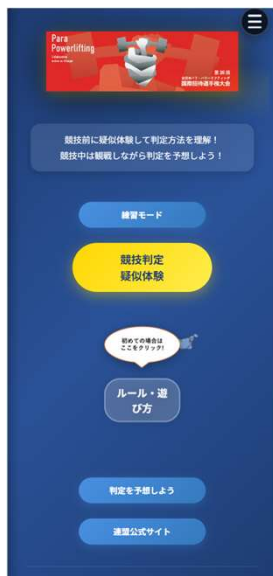 Para
Powerlifting
国際招待選手権大会
競技前に疑似体験して判定方法を理解！
競技中は観戦しながら判定を予想しよう！
練習モード
競技判定
疑似体験
初めての場合は
ここをクリック!
ルール・遊
び方
判定を予想しよう
連盟公式サイト